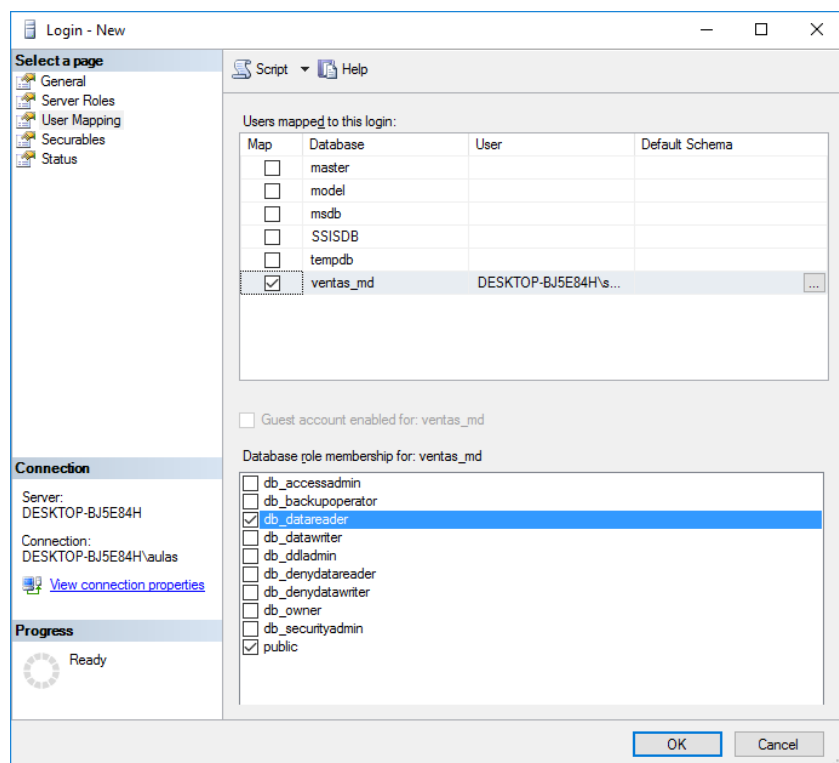 Login - New
Select a page
General
Server Roles
User Mapping
Securables
Status
Script Help
Users mapped to this login:
Map Database User Default Schema
master
model
msdb
SSISDB
tempdb
ventas_md DESKTOP-BJ5E84H\s... ...
Guest account enabled for: ventas_md
Database role membership for: ventas_md
db_accessadmin
db_backupoperator
db_datareader
db_datawriter
db_ddladmin
db_denydatareader
db_denydatawriter
db_owner
db_securityadmin
public
Connection
Server:
DESKTOP-BJ5E84H
Connection:
DESKTOP-BJ5E84H\aulas
View connection properties
Progress
Ready
OK Cancel